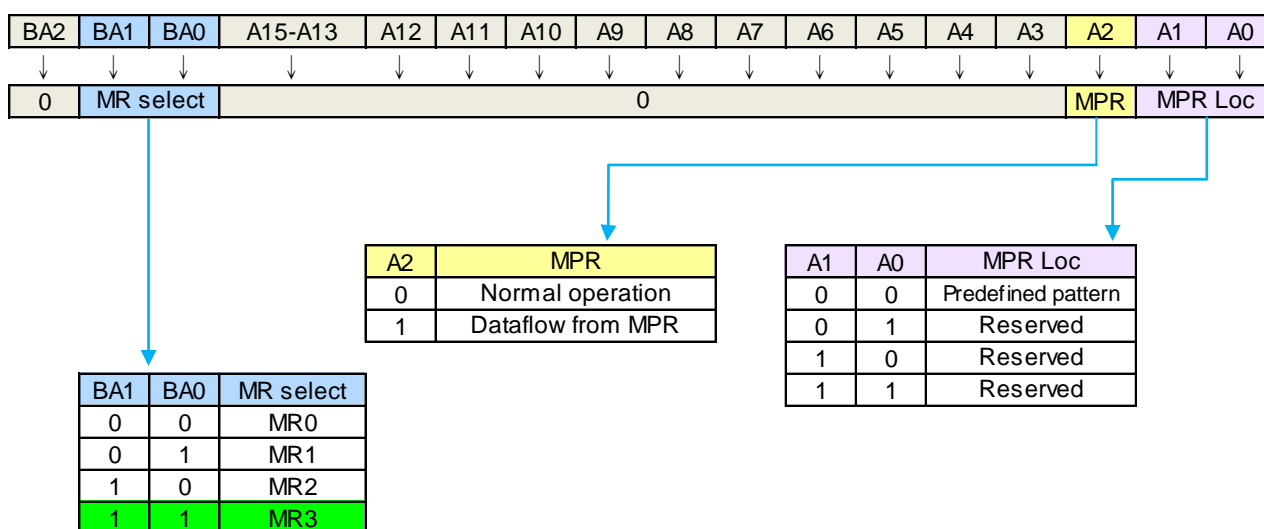 BA2 BA1 BA0 A15-A13 A12 A11 A10 A9 A8 A7 A6 A5 A4 A3 A2 A1 A0
0 MR select 0 MPR MPR Loc
A2 MPR
0 Normal operation
1 Dataflow from MPR
A1 A0 MPR Loc
0 0 Predefined pattern
0 1 Reserved
1 0 Reserved
1 1 Reserved
BA1 BA0 MR select
0 0 MR0
0 1 MR1
1 0 MR2
1 1 MR3